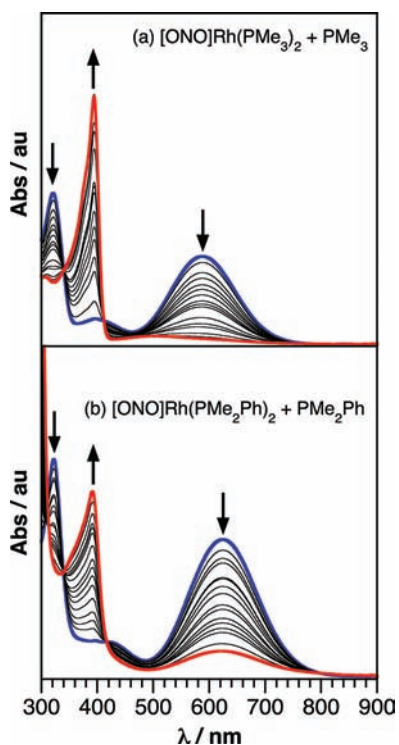 (a) [ONO]Rh(PMe₃)₂ + PMe₃
Abs / au
(b) [ONO]Rh(PMe₂Ph)₂ + PMe₂Ph
Abs / au
300 400 500 600 700 800 900
λ / nm